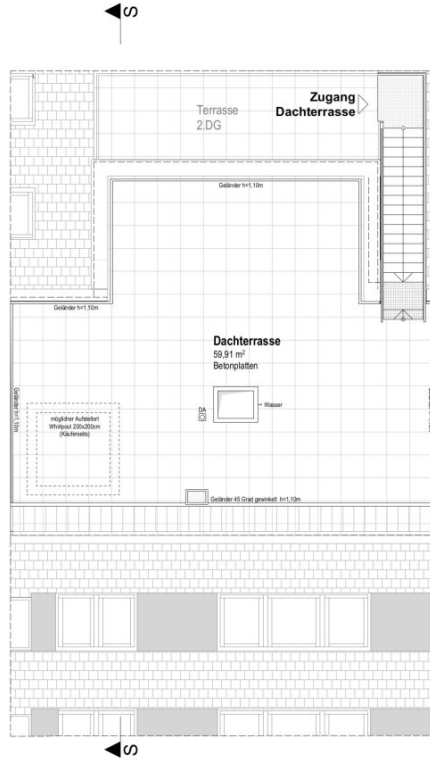 S
Zugang
Dachterrasse
Terrasse
2.DG
Geländer h=1,10m
Geländer h=1,10m
Dachterrasse
59,91 m²
Betonplatten
Wasser
DA
Geländer h=1,10m
möglicher Aufstellort
Whirlpool 200x200cm
(Käuferseits)
Geländer 45 Grad gewinkelt h=1,10m
S